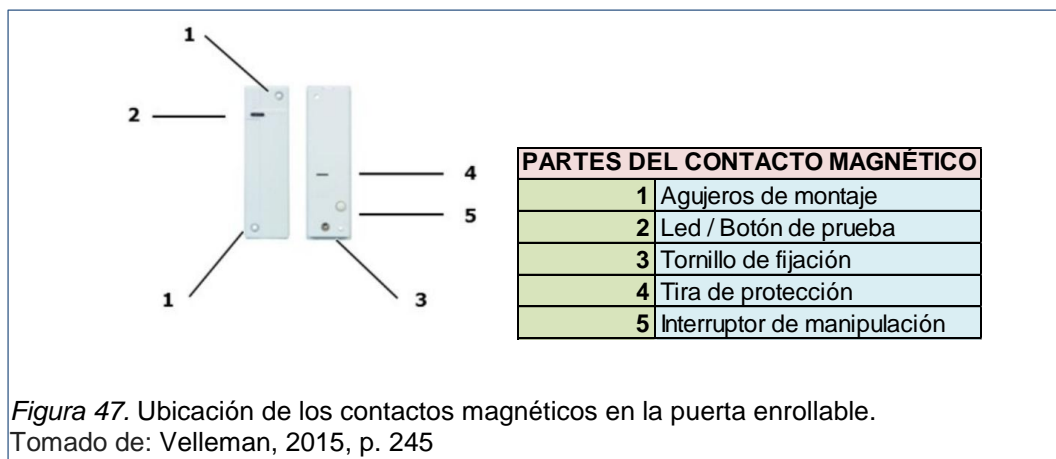 1
2
4
5
1
3
PARTES DEL CONTACTO MAGNÉTICO
1 Agujeros de montaje
2 Led / Botón de prueba
3 Tornillo de fijación
4 Tira de protección
5 Interruptor de manipulación
Figura 47. Ubicación de los contactos magnéticos en la puerta enrollable.
Tomado de: Velleman, 2015, p. 245